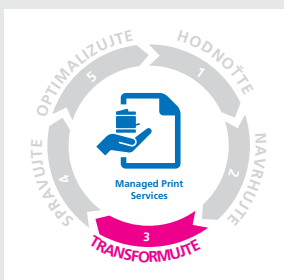 HODNOŤTE
1
NAVRHUJTE
2
TRANSFORMUJTE
3
SPRAVUJTE
4
OPTIMALIZUJTE
5
Managed Print
Services